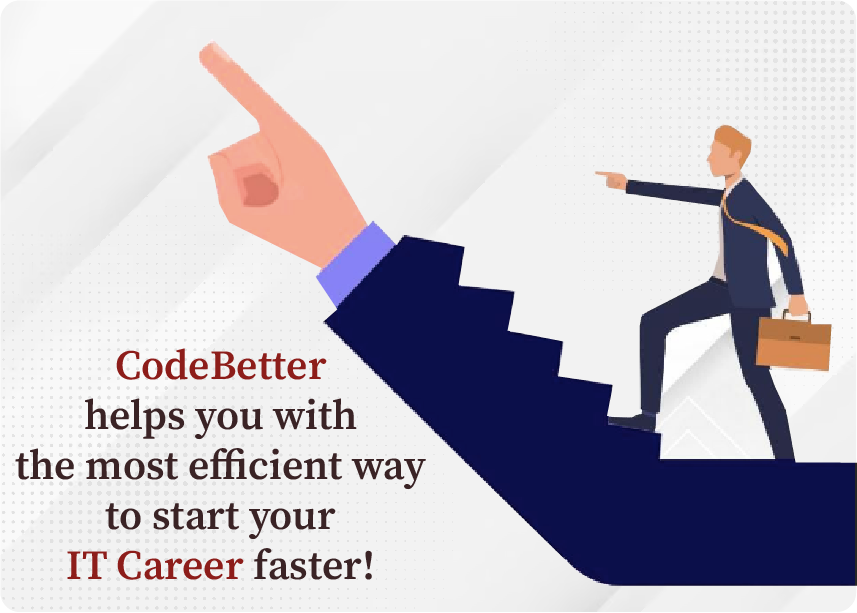 CodeBetter
helps you with
the most efficient way
to start your
IT Career faster!